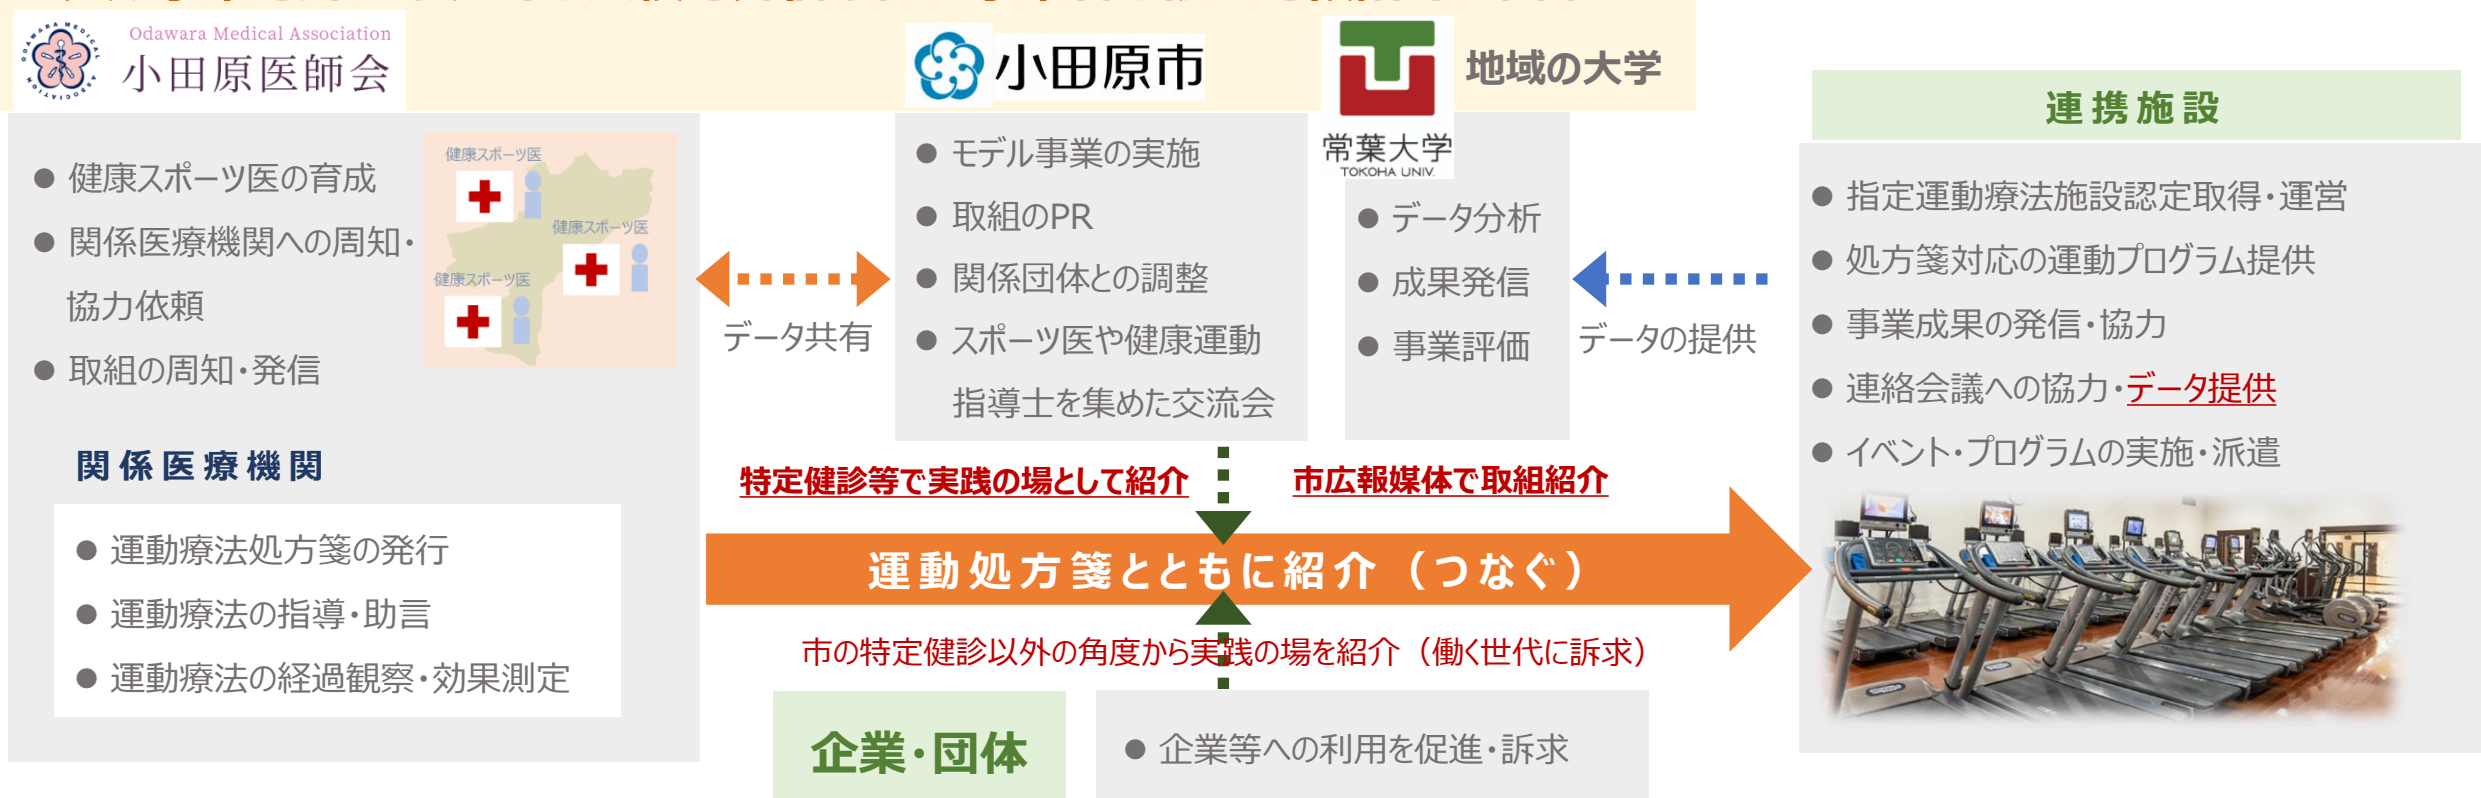 Odawara Medical Association
小田原医師会
ODAWARA MEDICAL ASSOCIATION
● 健康スポーツ医の育成
● 関係医療機関への周知・
協力依頼
● 取組の周知・発信
健康スポーツ医
健康スポーツ医
健康スポーツ医
関係医療機関
● 運動療法処方箋の発行
● 運動療法の指導・助言
● 運動療法の経過観察・効果測定
データ共有
小田原市
● モデル事業の実施
● 取組のPR
● 関係団体との調整
● スポーツ医や健康運動
指導士を集めた交流会
地域の大学
常葉大学
TOKOHA UNIV.
● データ分析
● 成果発信
● 事業評価
データの提供
連携施設
● 指定運動療法施設認定取得・運営
● 処方箋対応の運動プログラム提供
● 事業成果の発信・協力
● 連絡会議への協力・データ提供
● イベント・プログラムの実施・派遣
特定健診等で実践の場として紹介
市広報媒体で取組紹介
運動処方箋とともに紹介（つなぐ）
市の特定健診以外の角度から実践の場を紹介（働く世代に訴求）
企業・団体
● 企業等への利用を促進・訴求